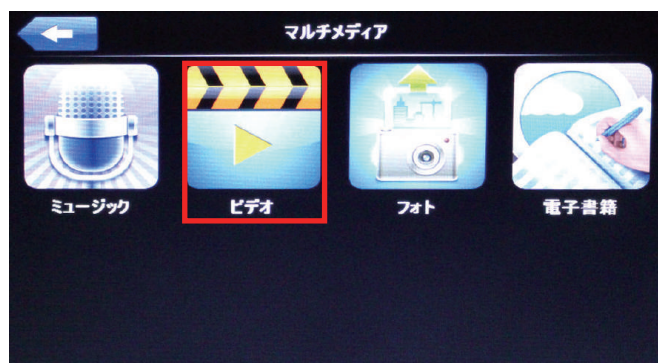 マルチメディア
ミュージック
ビデオ
フォト
電子書籍